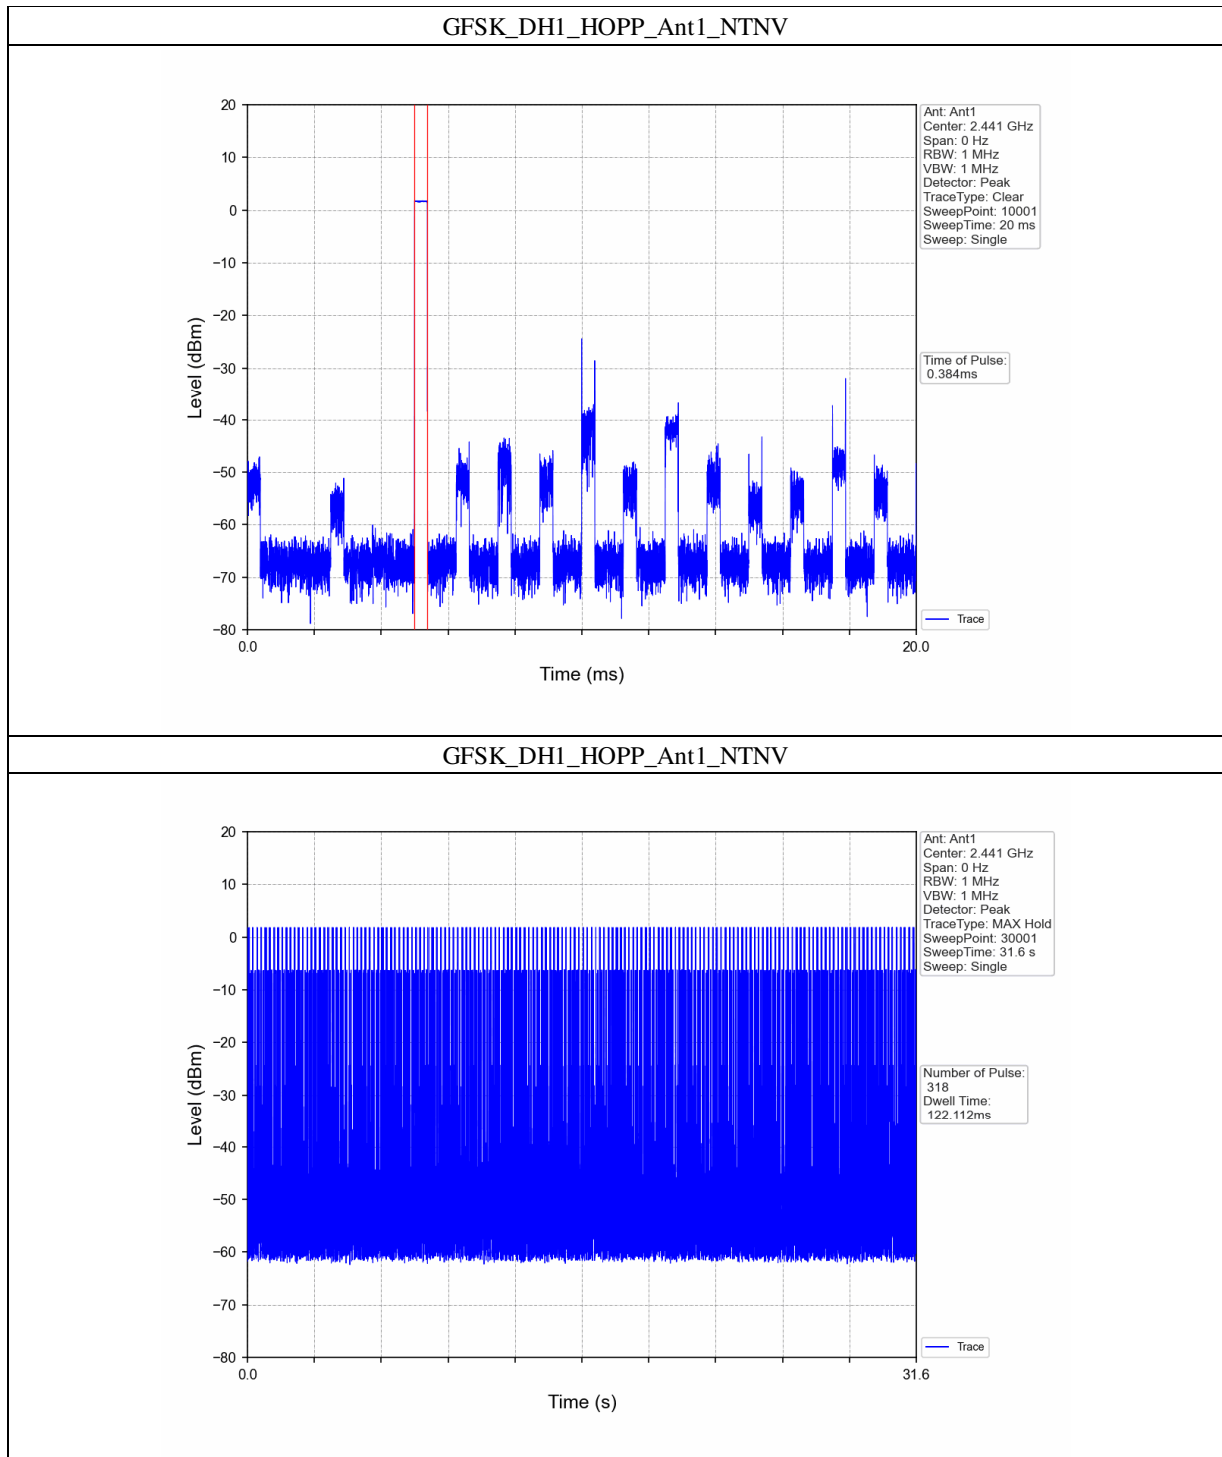 GFSK_DH1_HOPP_Ant1_NTNV
20
10
0
−10
−20
−30
−40
−50
−60
−70
−80
Level (dBm)
0.0
20.0
Time (ms)
Ant: Ant1
Center: 2.441 GHz
Span: 0 Hz
RBW: 1 MHz
VBW: 1 MHz
Detector: Peak
TraceType: Clear
SweepPoint: 10001
SweepTime: 20 ms
Sweep: Single
Time of Pulse:
0.384ms
Trace
GFSK_DH1_HOPP_Ant1_NTNV
20
10
0
−10
−20
−30
−40
−50
−60
−70
−80
Level (dBm)
0.0
31.6
Time (s)
Ant: Ant1
Center: 2.441 GHz
Span: 0 Hz
RBW: 1 MHz
VBW: 1 MHz
Detector: Peak
TraceType: MAX Hold
SweepPoint: 30001
SweepTime: 31.6 s
Sweep: Single
Number of Pulse:
318
Dwell Time:
122.112ms
Trace